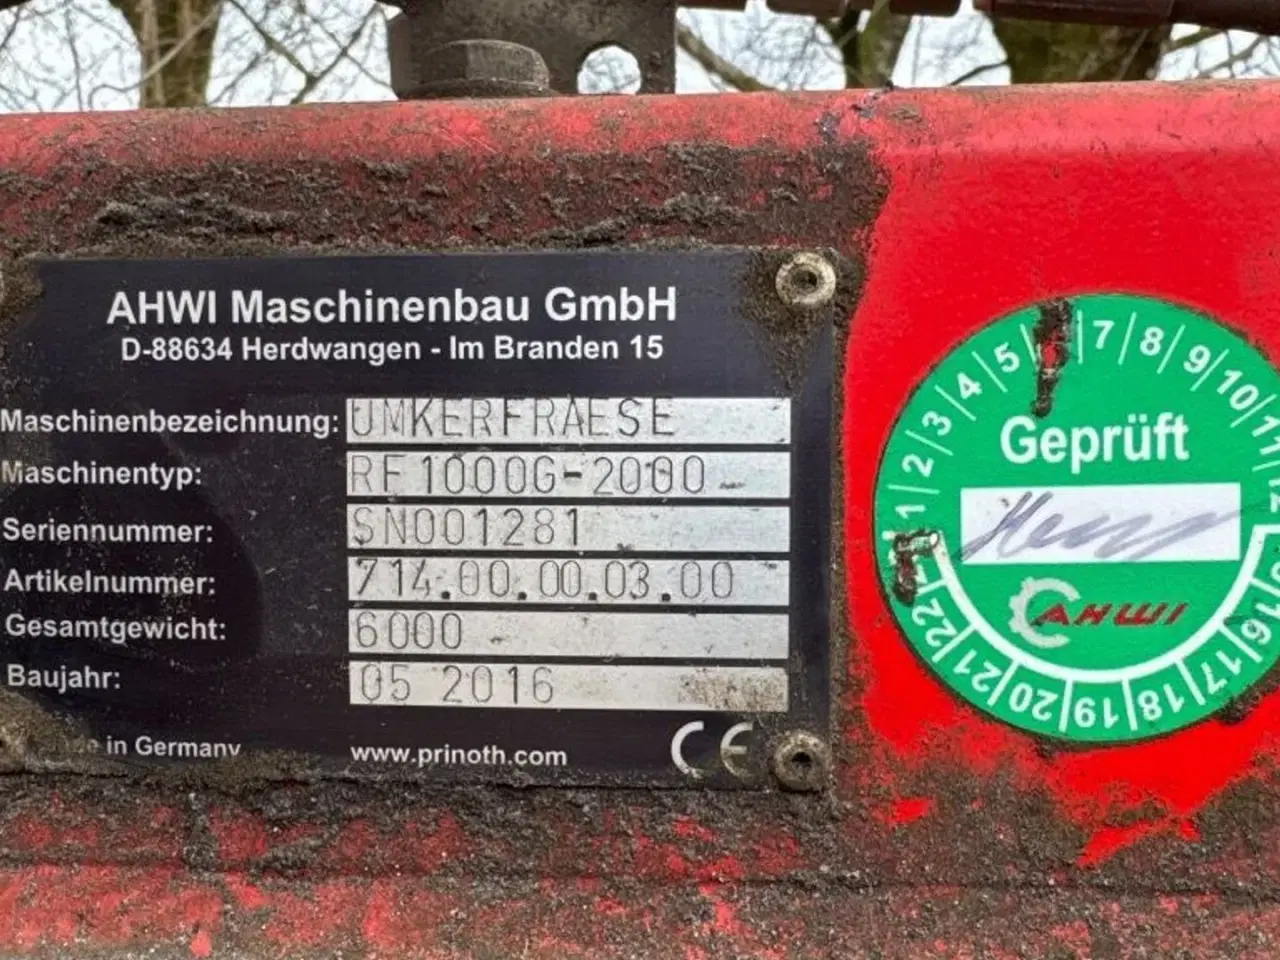 AHWI Maschinenbau GmbH
D-88634 Herdwangen - Im Branden 15
Maschinenbezeichnung: UMKERFRAESE
Maschinentyp: RF1000G-2000
Seriennummer: SN001281
Artikelnummer: 714.00.00.03.00
Gesamtgewicht: 6000
Baujahr: 05 2016
in Germany www.prinoth.com CE
1 2 3 4 5 7 8 9 10 11 12
Geprüft
AHWI
22 21 20 19 18 17 16